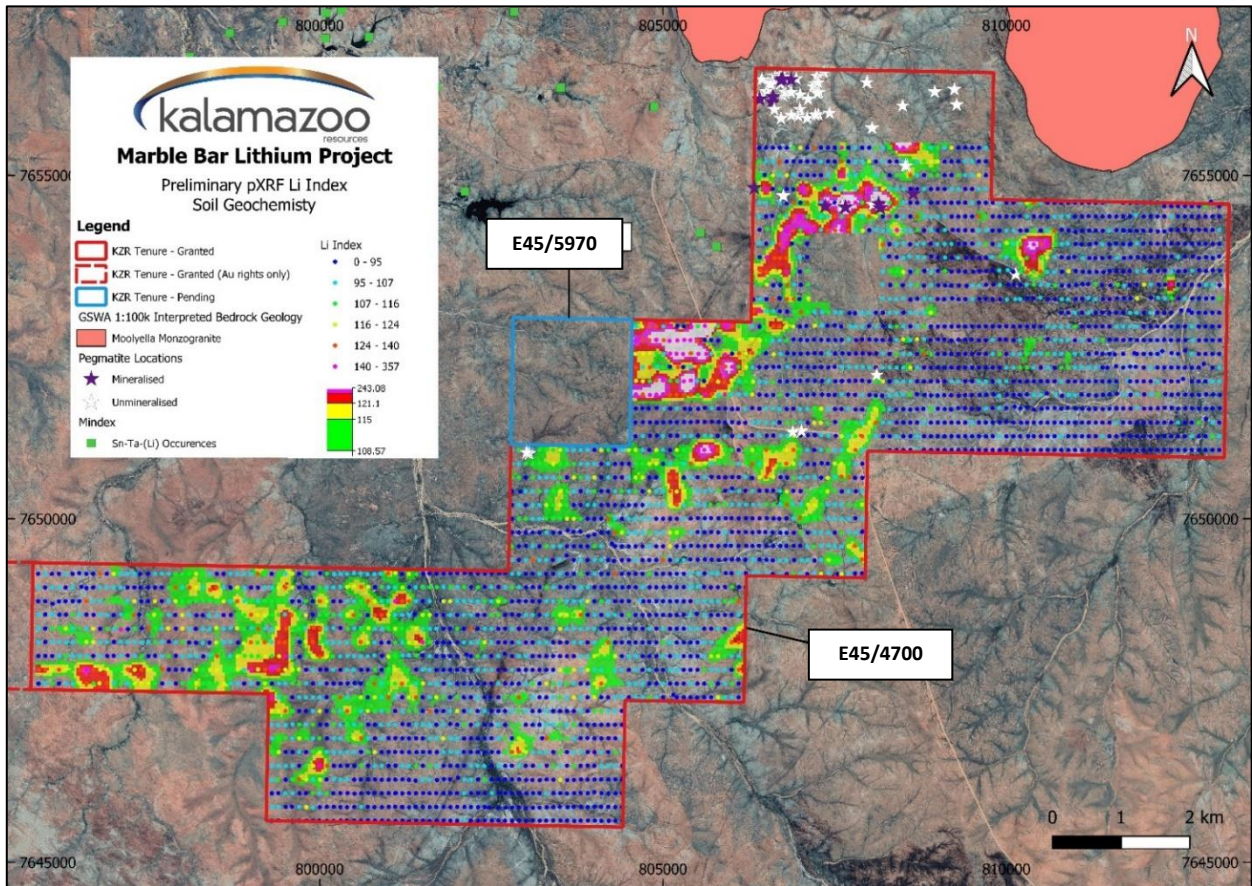 800000
805000
810000
N
kalamazoo
resources
Marble Bar Lithium Project
Preliminary pXRF Li Index
Soil Geochemisty
Legend
KZR Tenure - Granted
KZR Tenure - Granted (Au rights only)
KZR Tenure - Pending
GSWA 1:100k Interpreted Bedrock Geology
Moolyella Monzogranite
Pegmatite Locations
Mineralised
Unmineralised
Mindex
Sn-Ta-(Li) Occurences
Li Index
0 - 95
95 - 107
107 - 116
116 - 124
124 - 140
140 - 357
243.08
121.1
115
108.57
7655000
7655000
E45/5970
7650000
7650000
E45/4700
0 1 2 km
7645000
7645000
800000
805000
810000